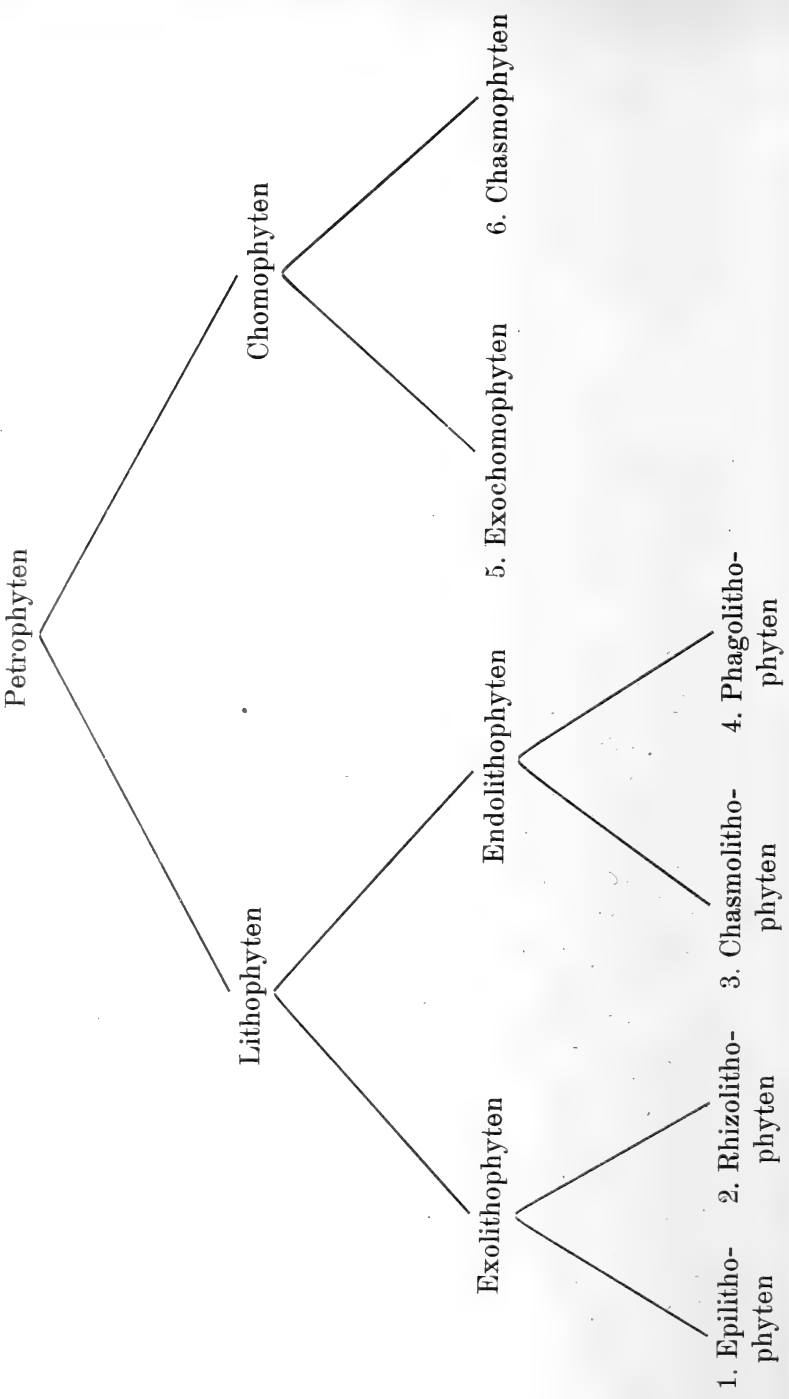 Petrophyten
Lithophyten
Chomophyten
Exolithophyten
Endolithophyten
5. Exochomophyten
6. Chasmophyten
1. Epilitho-
phyten
2. Rhizolitho-
phyten
3. Chasmolitho-
phyten
4. Phagolitho-
phyten